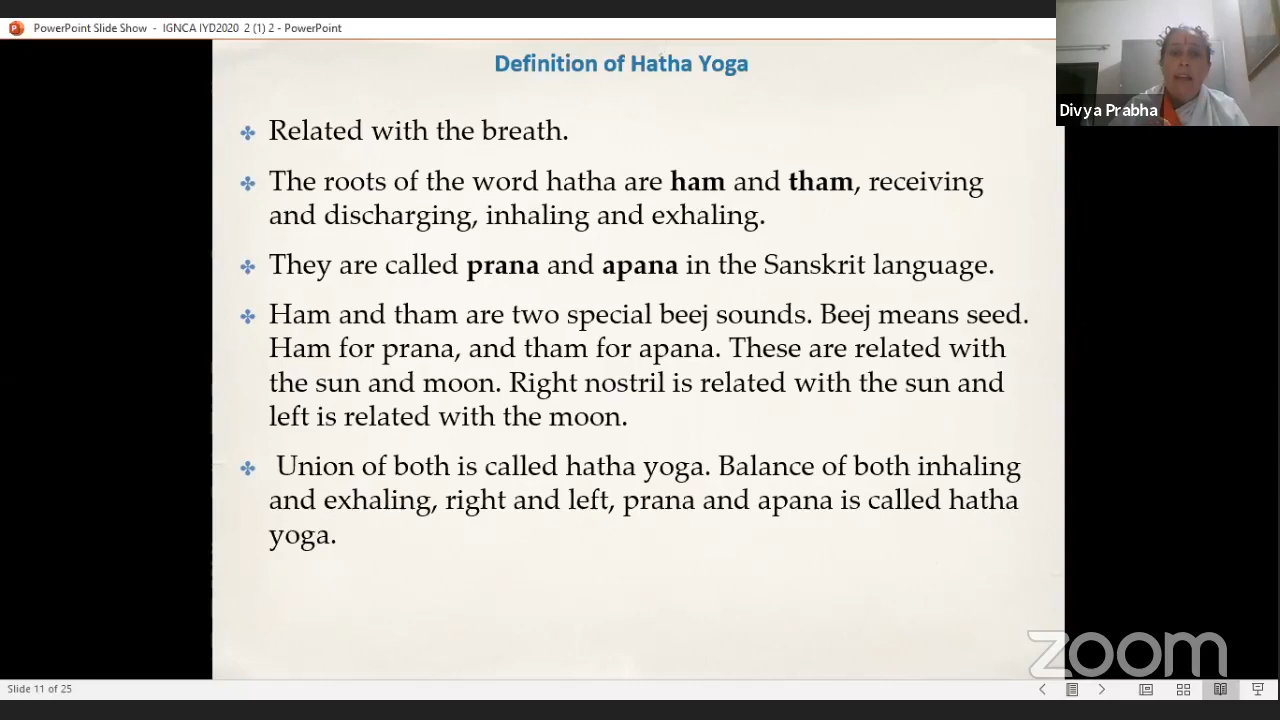 PowerPoint Slide Show - IGNCA IYD2020 2 (1) 2 - PowerPoint
Divya Prabha
Definition of Hatha Yoga
Related with the breath.
The roots of the word hatha are ham and tham, receiving
and discharging, inhaling and exhaling.
They are called prana and apana in the Sanskrit language.
Ham and tham are two special beej sounds. Beej means seed.
Ham for prana, and tham for apana. These are related with
the sun and moon. Right nostril is related with the sun and
left is related with the moon.
Union of both is called hatha yoga. Balance of both inhaling
and exhaling, right and left, prana and apana is called hatha
yoga.
zoom
Slide 11 of 25